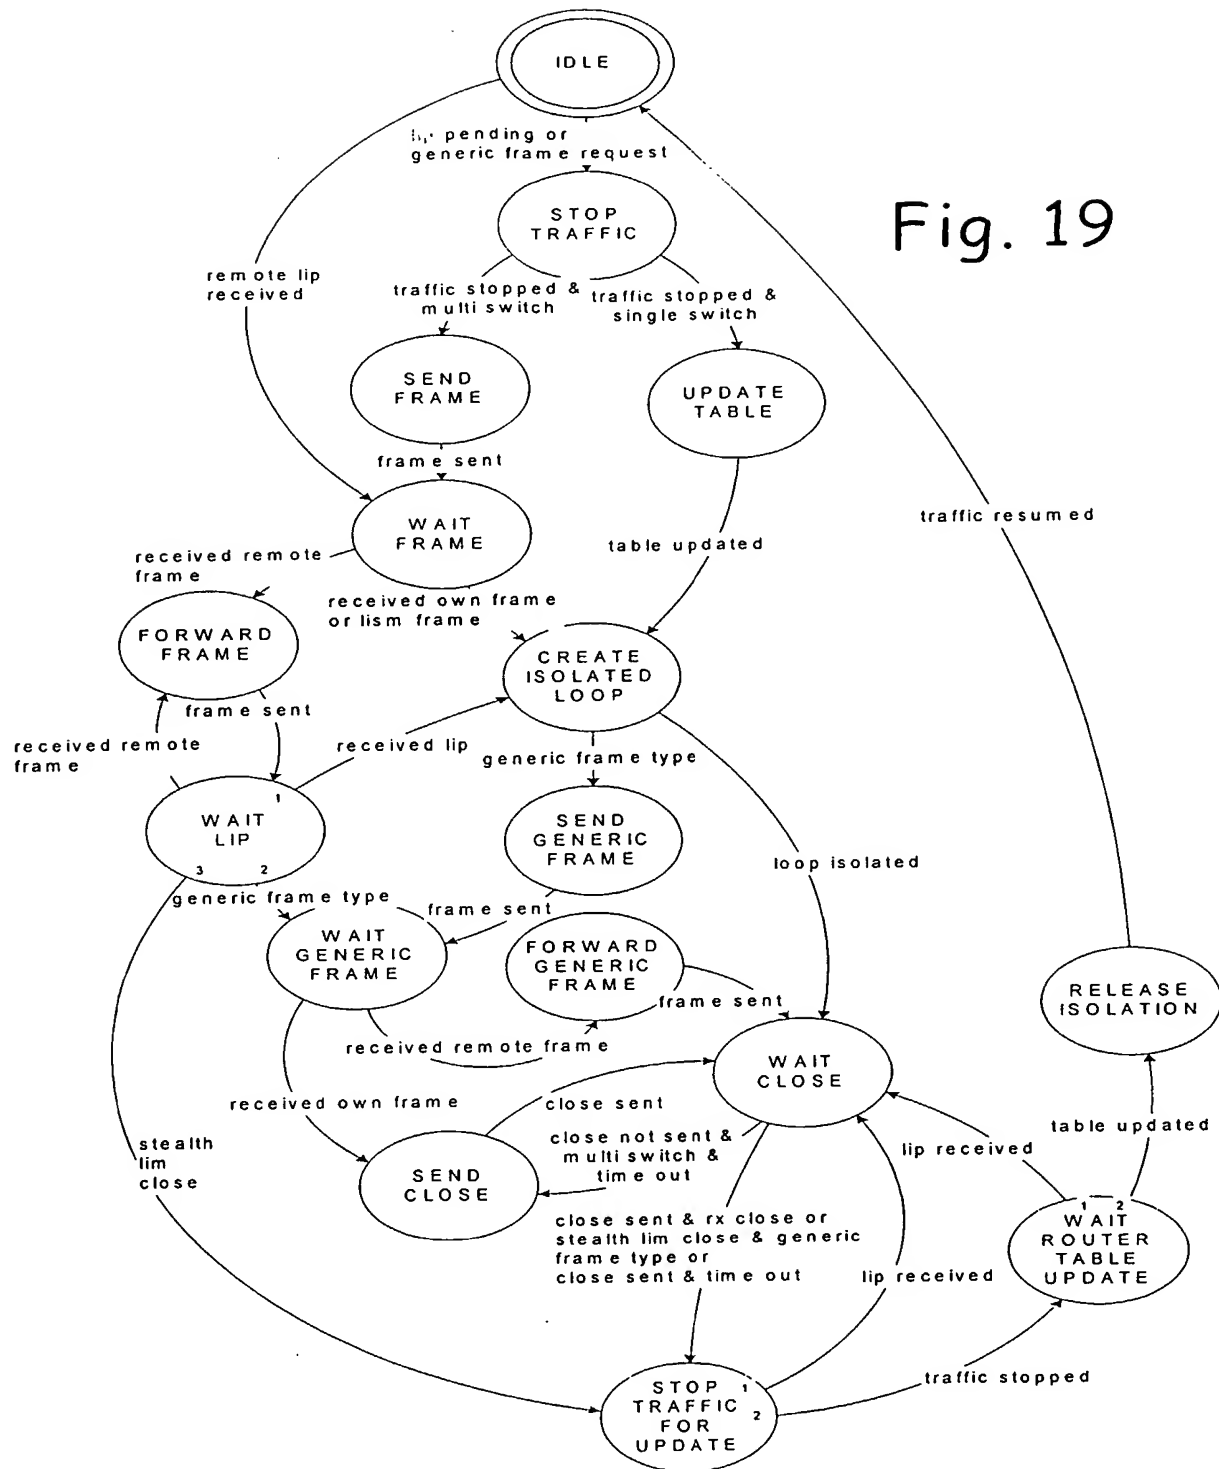 IDLE
pending or
generic frame request
STOP
TRAFFIC
Fig. 19
remote lip
received
traffic stopped &
multi switch
traffic stopped &
single switch
SEND
FRAME
UPDATE
TABLE
frame sent
WAIT
FRAME
traffic resumed
received remote
frame
table updated
received own frame
or lism frame
FORWARD
FRAME
CREATE
ISOLATED
LOOP
frame sent
received remote
frame
received lip
generic frame type
WAIT
LIP
1
2
3
SEND
GENERIC
FRAME
loop isolated
generic frame type
frame sent
WAIT
GENERIC
FRAME
FORWARD
GENERIC
FRAME
frame sent
RELEASE
ISOLATION
received remote frame
WAIT
CLOSE
received own frame
close sent
table updated
stealth
lim
close
close not sent &
multi switch &
time out
lip received
SEND
CLOSE
1
2
WAIT
ROUTER
TABLE
UPDATE
close sent & rx close or
stealth lim close & generic
frame type or
close sent & time out
lip received
traffic stopped
STOP
TRAFFIC
FOR
UPDATE
1
2